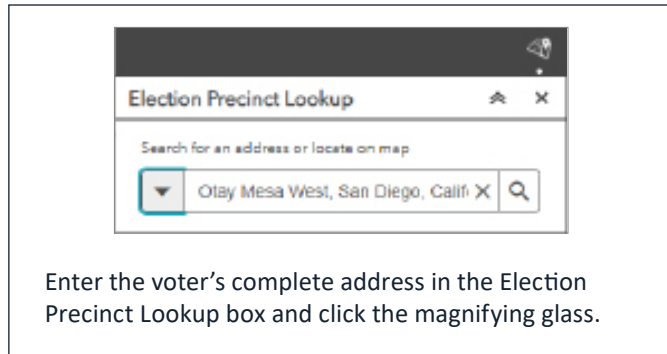 Election Precinct Lookup
Search for an address or locate on map
Otay Mesa West, San Diego, Calif
Enter the voter’s complete address in the Election
Precinct Lookup box and click the magnifying glass.